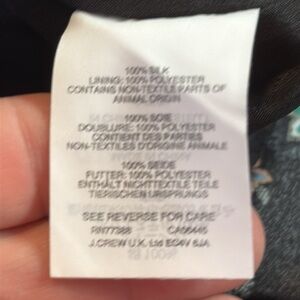 100% SILK
LINING: 100% POLYESTER
CONTAINS NON-TEXTILE PARTS OF
ANIMAL ORIGIN
100% SOIE
DOUBLURE: 100% POLYESTER
CONTIENT DES PARTIES
NON-TEXTILES D'ORIGINE ANIMALE
100% SEIDE
FUTTER: 100% POLYESTER
ENTHÄLT NICHTTEXTILE TEILE
TIERISCHEN URSPRUNGS
SEE REVERSE FOR CARE
RN77388 CA06445
J.CREW U.K. Ltd EC4V 6JA